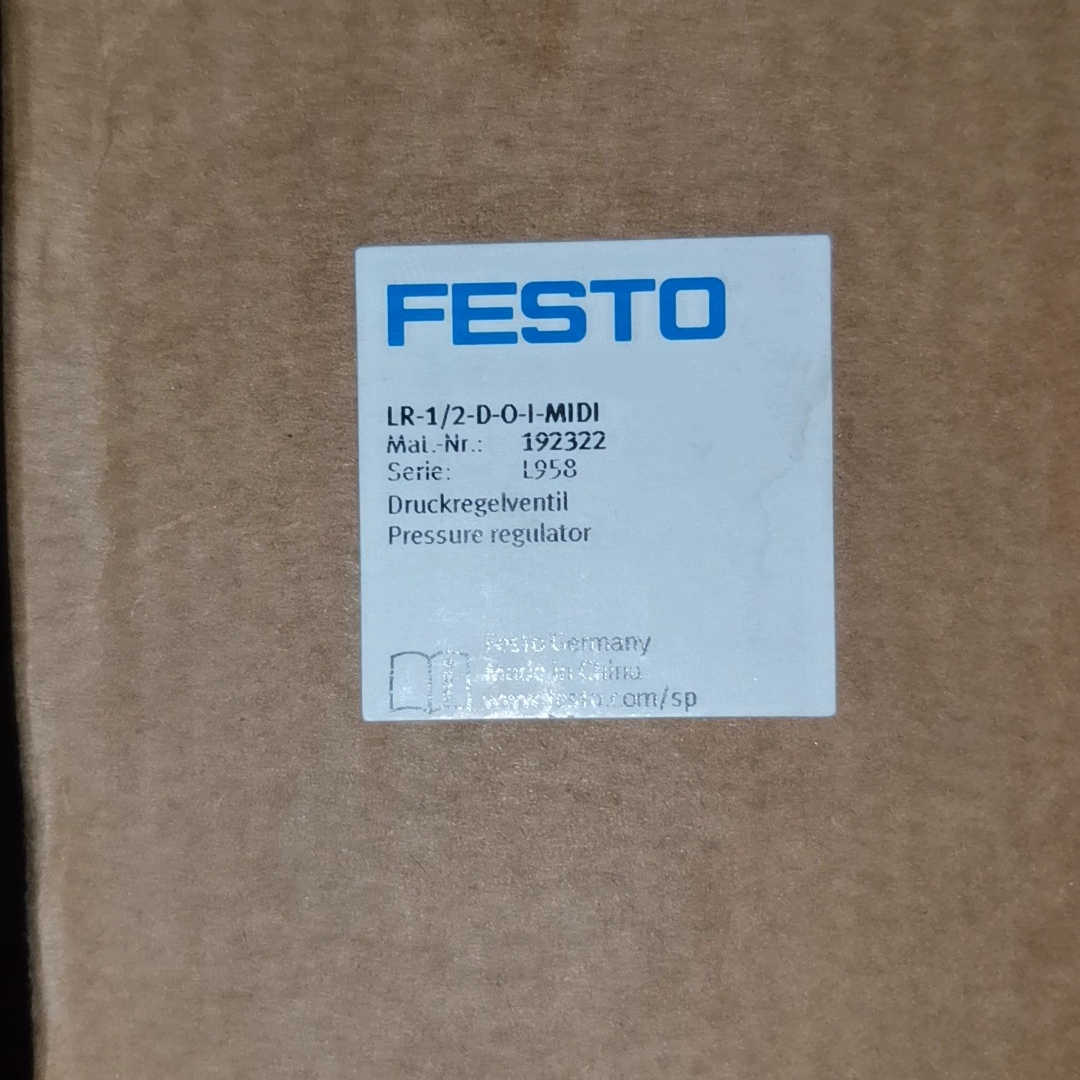 FESTO
LR-1/2-D-O-I-MIDI
Mat.-Nr.: 192322
Serie: L958
Druckregelventil
Pressure regulator
Festo Germany
Made in China
www.festo.com/sp